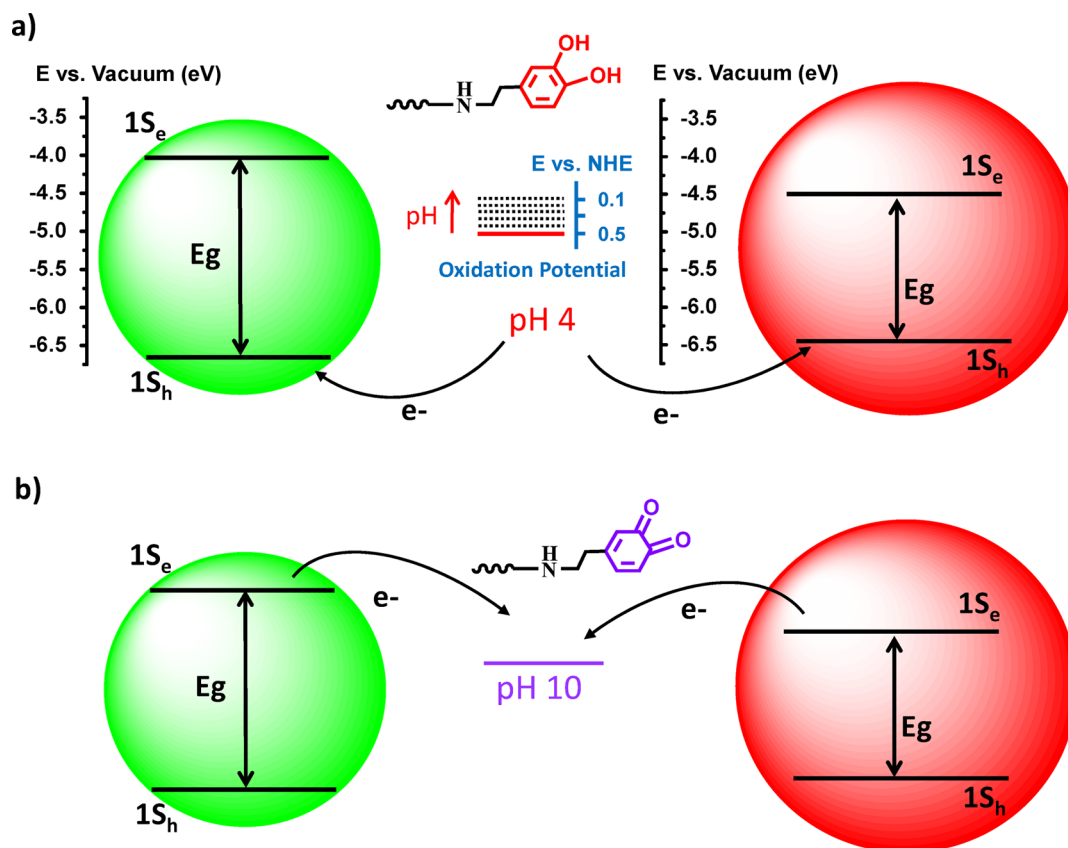 a)
E vs. Vacuum (eV)
-3.5
-4.0
-4.5
-5.0
-5.5
-6.0
-6.5
1Se
Eg
1Sh
OH
OH
H
N
E vs. NHE
0.1
0.5
pH
Oxidation Potential
pH 4
e-
e-
E vs. Vacuum (eV)
-3.5
-4.0
-4.5
-5.0
-5.5
-6.0
-6.5
1Se
Eg
1Sh
b)
1Se
Eg
1Sh
e-
O
O
H
N
pH 10
e-
1Se
Eg
1Sh